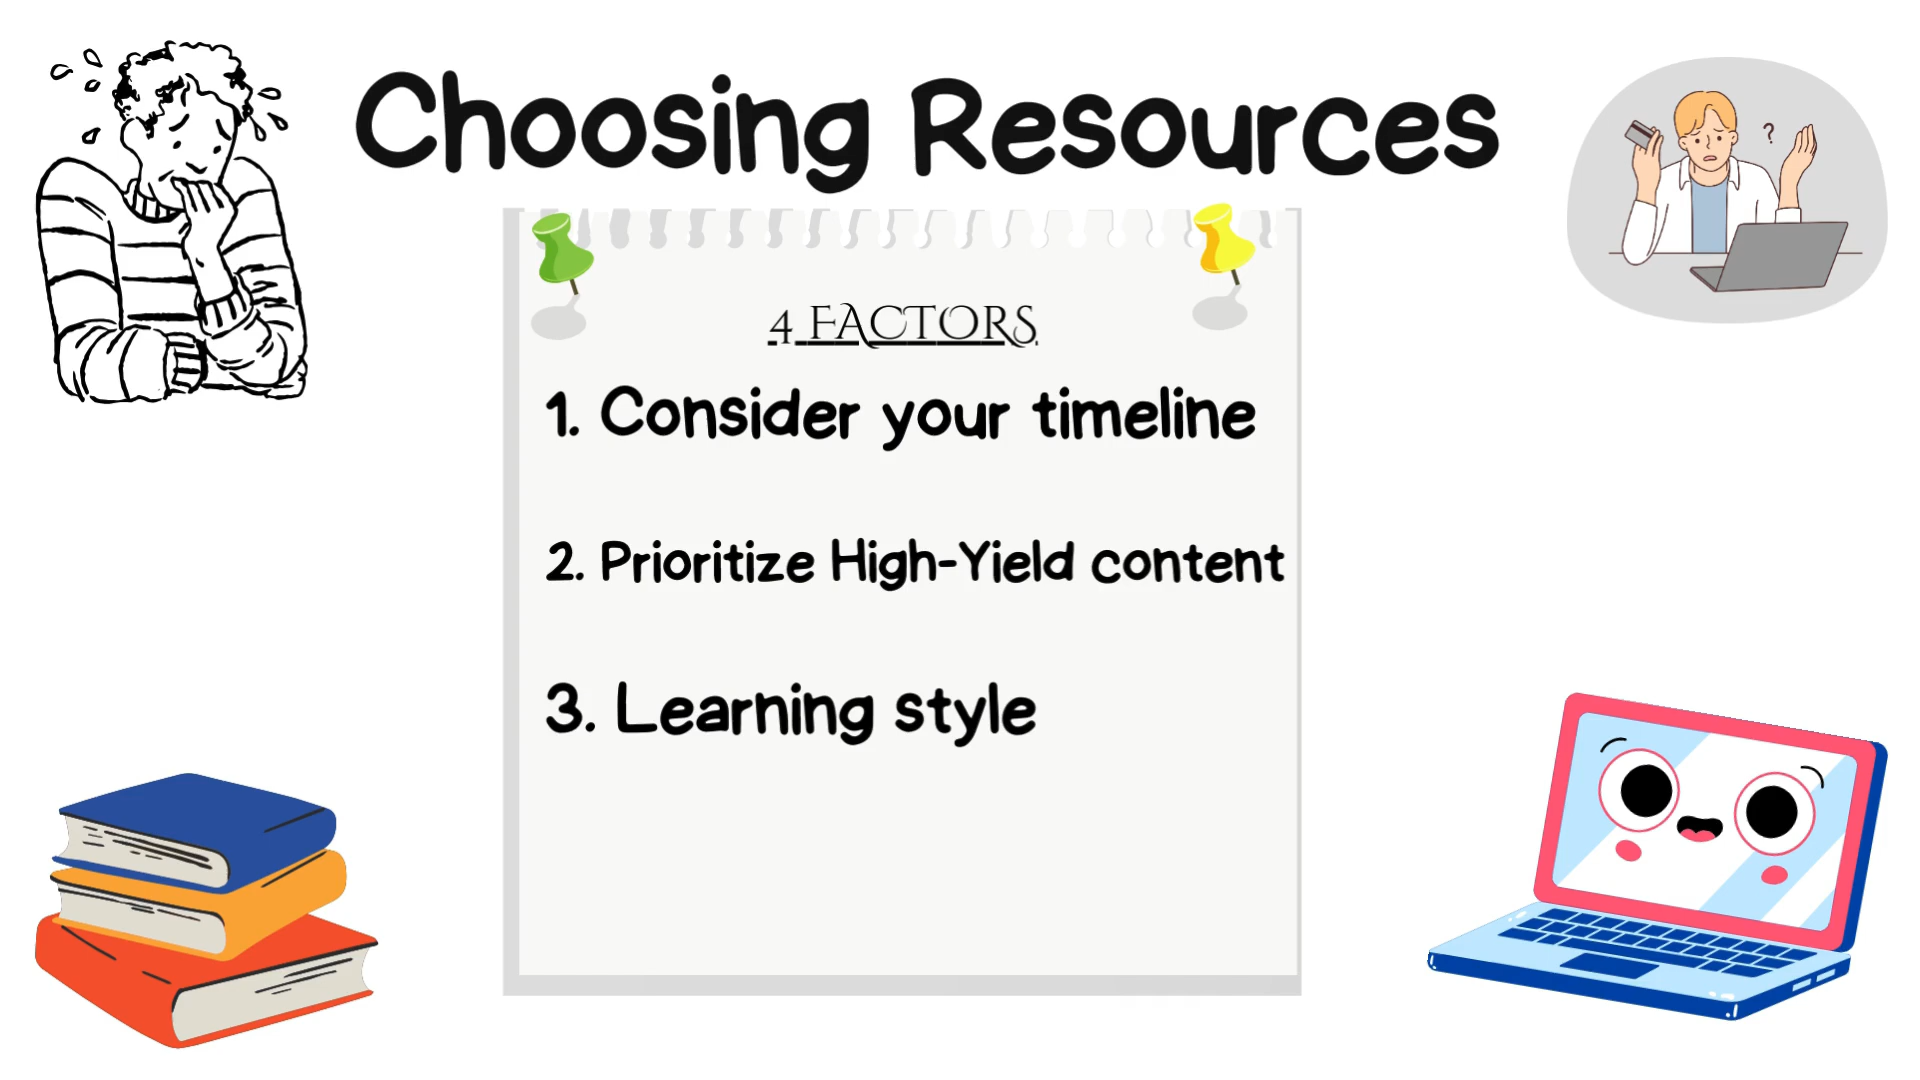 Choosing Resources
?
4 FACTORS
1. Consider your timeline
2. Prioritize High-Yield content
3. Learning style